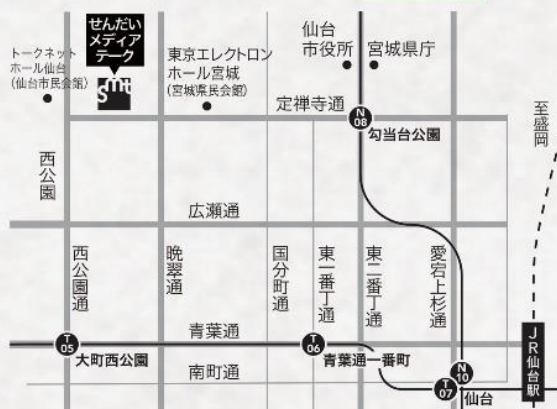 せんだい
メディア
テーク
smt
トークネット
ホール仙台
(仙台市民会館)
東京エレクトロン
ホール宮城
(宮城県民会館)
仙台
市役所
宮城県庁
定禅寺通
N
08
勾当台公園
至盛岡
西公園
広瀬通
西公園通
晩翠通
国分町通
東一番丁通
東二番丁通
愛宕上杉通
青葉通
T
05
大町西公園
T
06
青葉通一番町
南町通
N
10
T
07
仙台
JR仙台駅